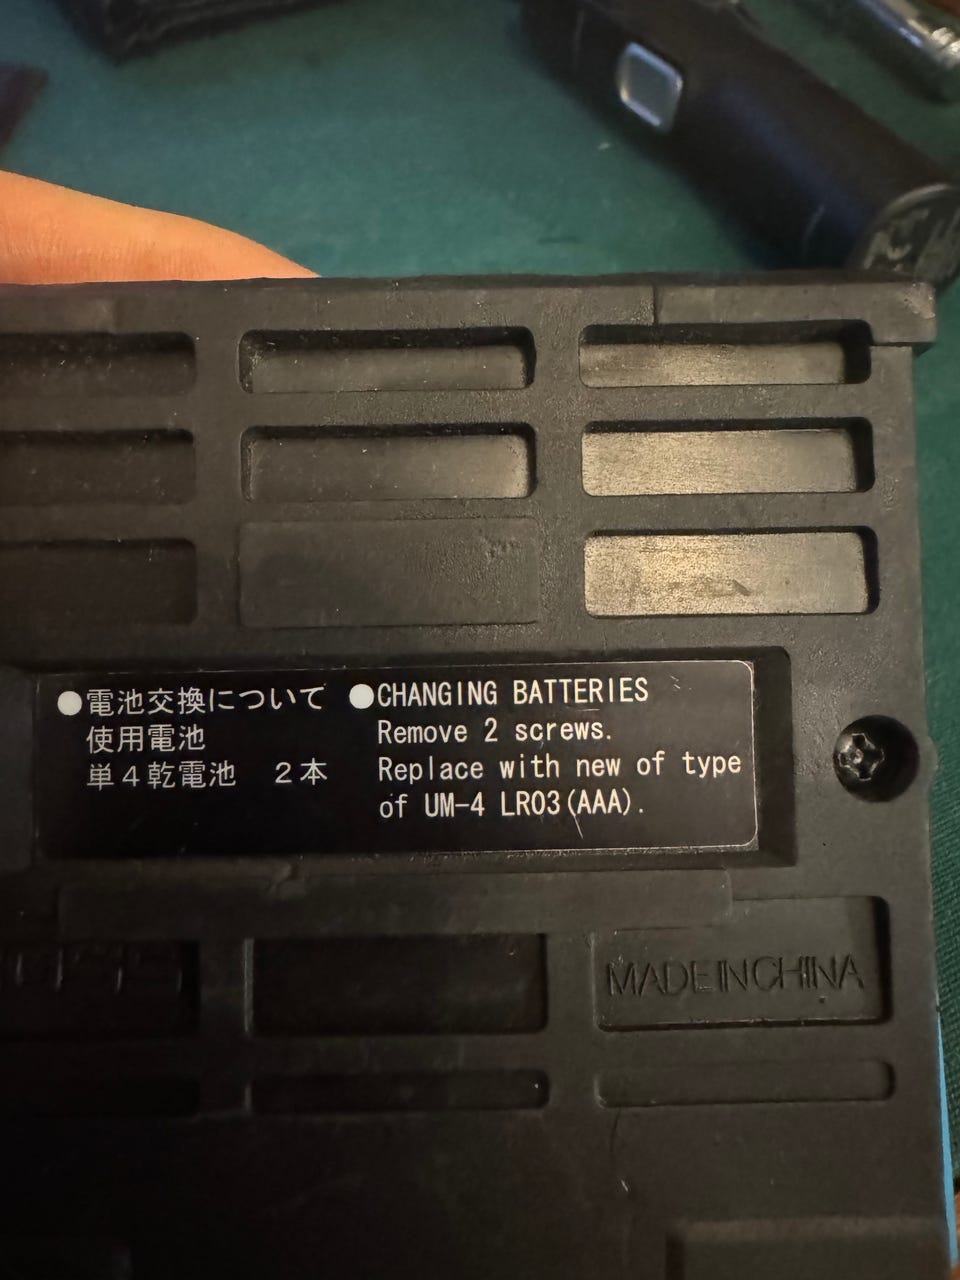 ●電池交換について
使用電池
単4乾電池 2本
●CHANGING BATTERIES
Remove 2 screws.
Replace with new of type
of UM-4 LR03(AAA).
MADE IN CHINA